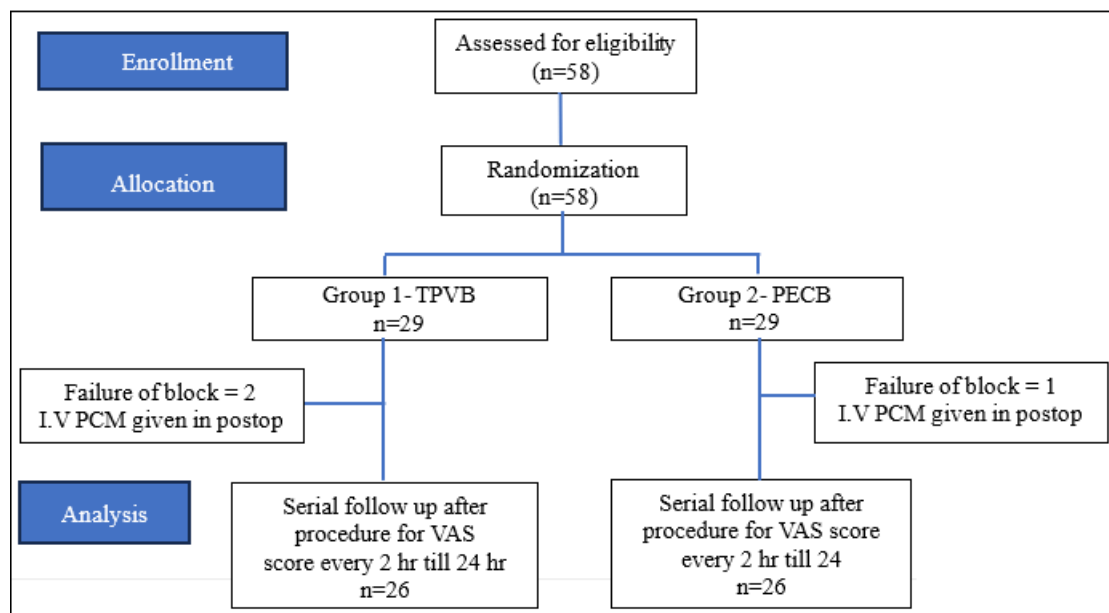 Enrollment
Assessed for eligibility
(n=58)
Allocation
Randomization
(n=58)
Group 1- TPVB
n=29
Group 2- PECB
n=29
Failure of block = 2
I.V PCM given in postop
Failure of block = 1
I.V PCM given in postop
Analysis
Serial follow up after
procedure for VAS
score every 2 hr till 24 hr
n=26
Serial follow up after
procedure for VAS score
every 2 hr till 24
n=26